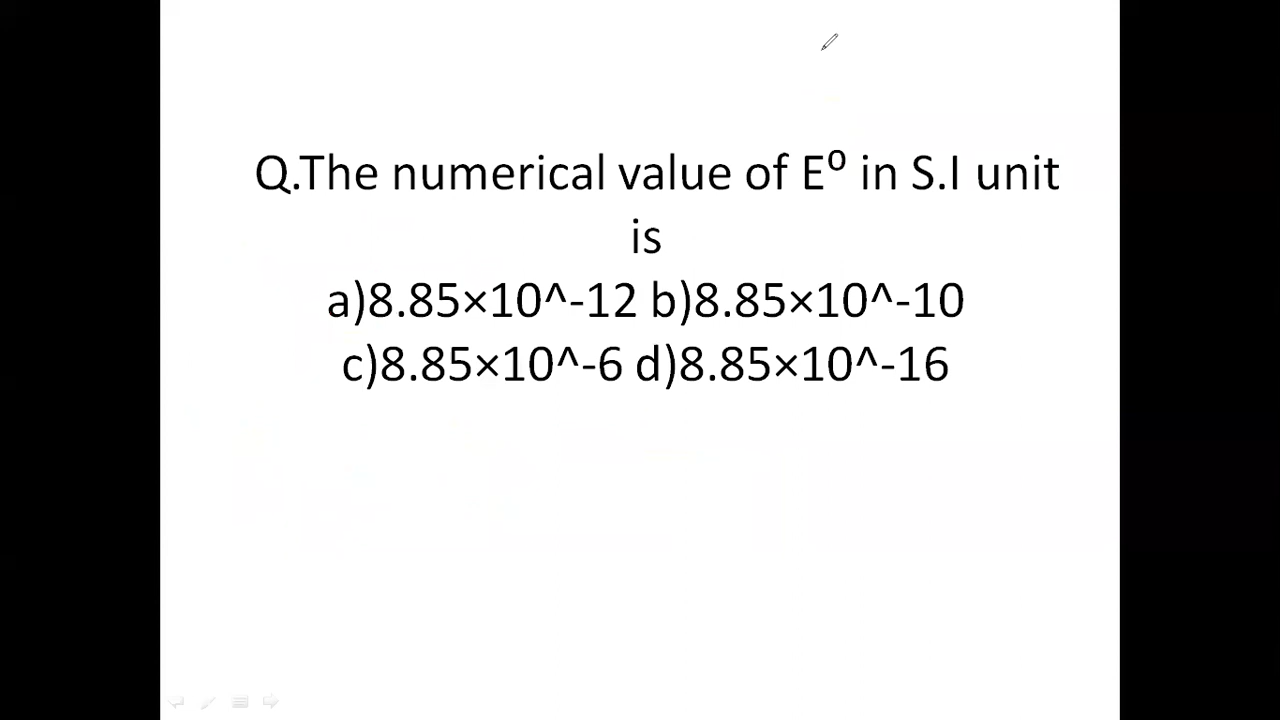 Q.The numerical value of E⁰ in S.I unit
is
a)8.85×10^-12 b)8.85×10^-10
c)8.85×10^-6 d)8.85×10^-16